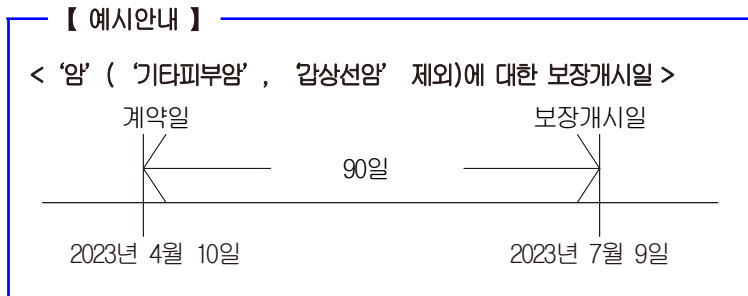 【 예시안내 】
< ‘암’ ( ‘기타피부암’ , ‘갑상선암’ 제외)에 대한 보장개시일 >
계약일 보장개시일
90일
2023년 4월 10일 2023년 7월 9일